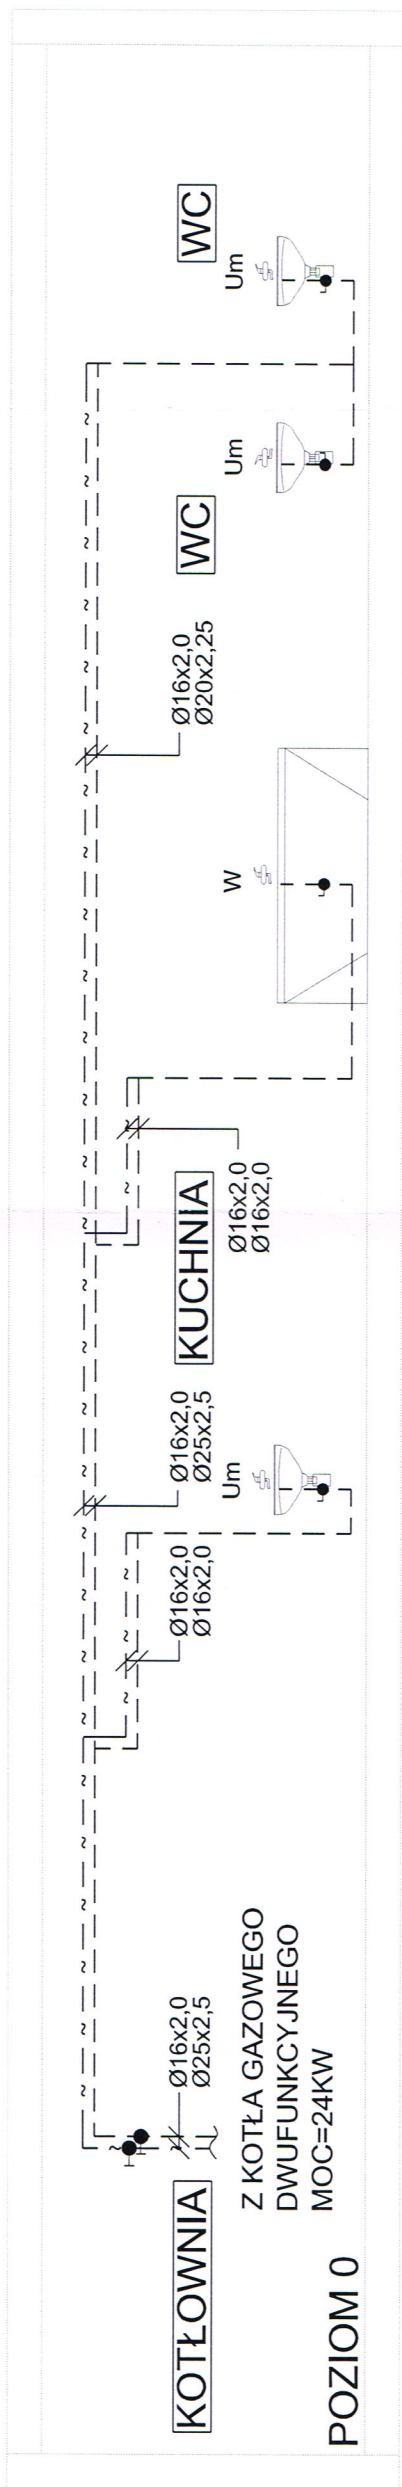 KOTŁOWNIA
Ø16x2,0
Ø25x2,5
Z KOTŁA GAZOWEGO
DWUFUNKCYJNEGO
MOC=24KW
POZIOM 0
Ø16x2,0
Ø16x2,0
Um
Ø16x2,0
Ø25x2,5
KUCHNIA
Ø16x2,0
Ø16x2,0
W
Ø16x2,0
Ø20x2,25
WC
Um
WC
Um